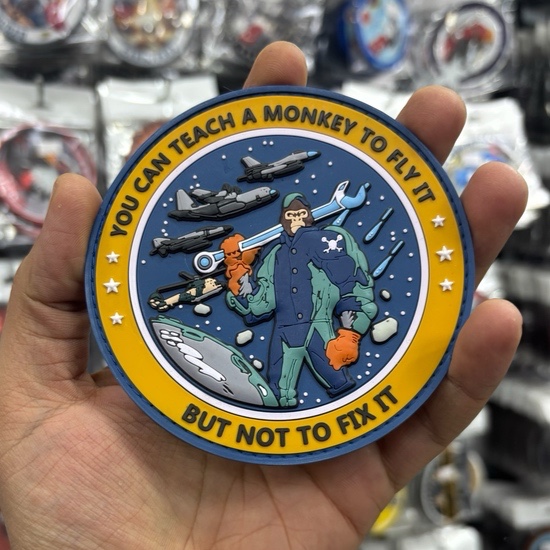 YOU CAN TEACH A MONKEY TO FLY IT
BUT NOT TO FIX IT